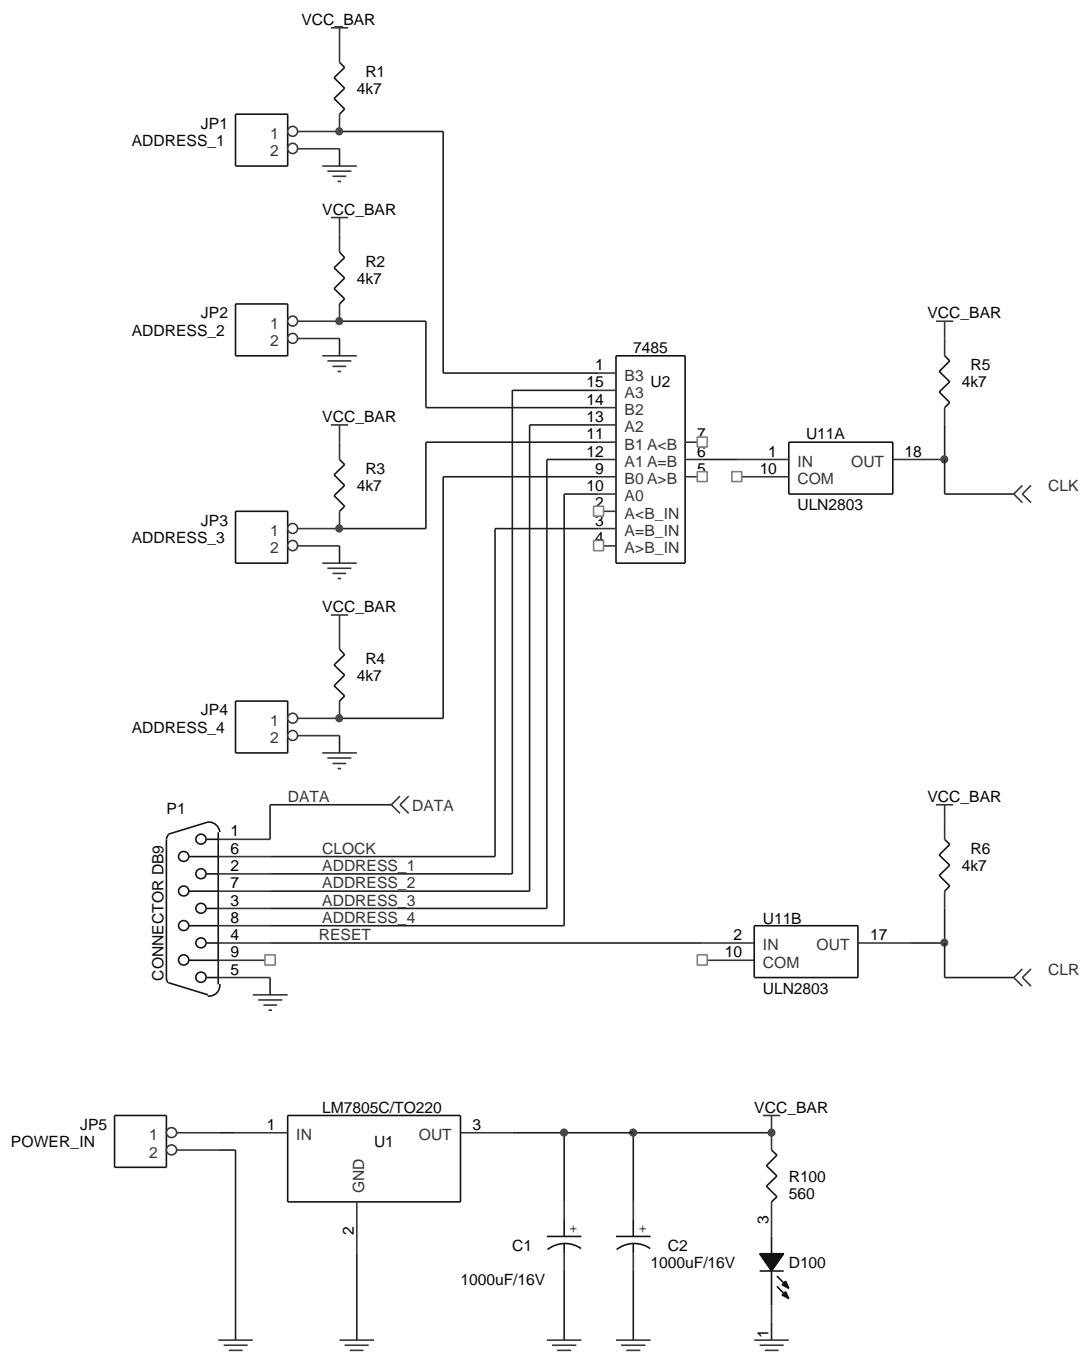 VCC_BAR
R1
4k7
JP1
ADDRESS_1
1
2
VCC_BAR
R2
4k7
JP2
ADDRESS_2
1
2
VCC_BAR
R3
4k7
JP3
ADDRESS_3
1
2
VCC_BAR
R4
4k7
JP4
ADDRESS_4
1
2
7485
U2
1 B3
15 A3
14 B2
13 A2
11 B1 A<B 7
12 A1 A=B 6
9 B0 A>B 5
10 A0
2 A<B_IN
3 A=B_IN
4 A>B_IN
VCC_BAR
R5
4k7
U11A
1 IN OUT 18
10 COM
ULN2803
CLK
P1
CONNECTOR DB9
DATA
DATA
1
6 CLOCK
2 ADDRESS_1
7 ADDRESS_2
3 ADDRESS_3
8 ADDRESS_4
4 RESET
9
5
VCC_BAR
R6
4k7
U11B
2 IN OUT 17
10 COM
ULN2803
CLR
JP5
POWER_IN
1
2
LM7805C/TO220
1 IN U1 OUT 3
GND
2
C1
+
1000uF/16V
C2
+
1000uF/16V
VCC_BAR
R100
560
3
D100
1